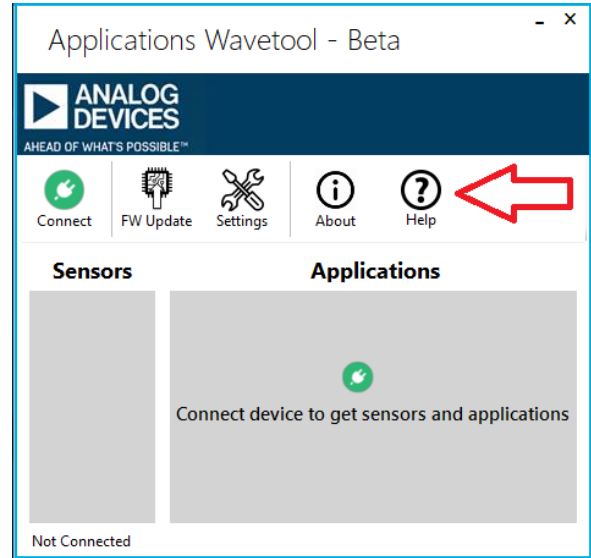 Applications Wavetool - Beta
ANALOG
DEVICES
AHEAD OF WHAT'S POSSIBLE™
Connect
FW Update
Settings
About
Help
Sensors
Applications
Connect device to get sensors and applications
Not Connected